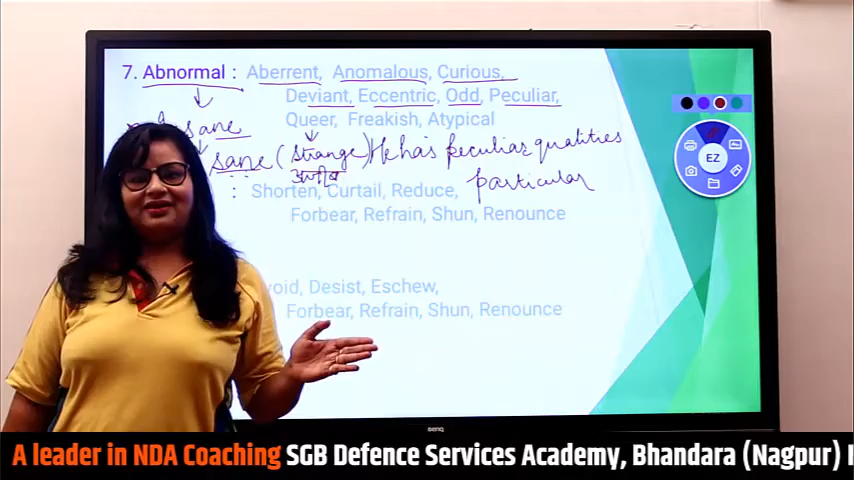 7. Abnormal : Aberrent, Anomalous, Curious,
Deviant, Eccentric, Odd, Peculiar,
Queer, Freakish, Atypical
sane
sane (strange) He has peculiar qualities
अजीब particular
: Shorten, Curtail, Reduce,
Forbear, Refrain, Shun, Renounce
void, Desist, Eschew,
Forbear, Refrain, Shun, Renounce
EZ
BenQ
A leader in NDA Coaching SGB Defence Services Academy, Bhandara (Nagpur)